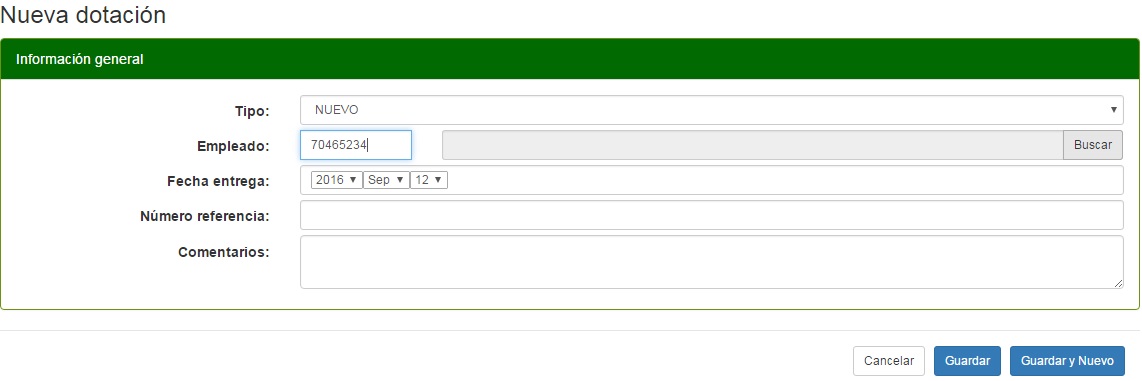 Nueva dotación
Información general
Tipo: NUEVO
Empleado: 70465234 Buscar
Fecha entrega: 2016 Sep 12
Número referencia:
Comentarios:
Cancelar Guardar Guardar y Nuevo